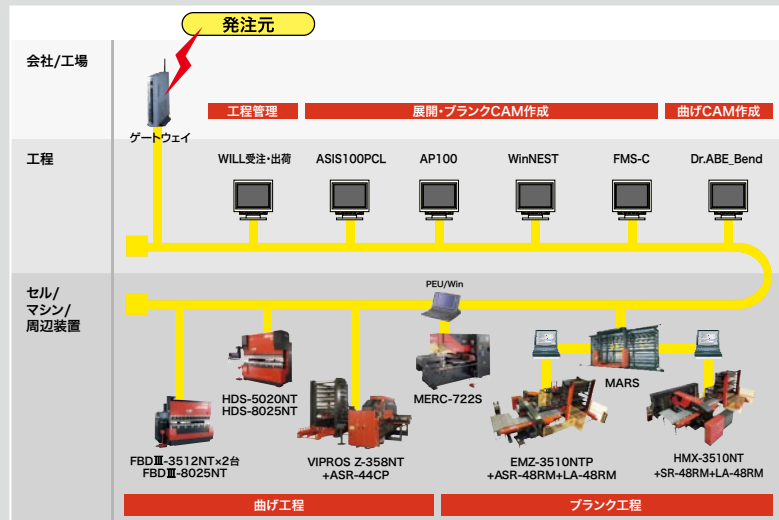 発注元
会社/工場
ゲートウェイ
工程管理
展開・ブランクCAM作成
曲げCAM作成
工程
WILL受注・出荷
ASIS100PCL
AP100
WinNEST
FMS-C
Dr.ABE_Bend
セル/
マシン/
周辺装置
PEU/Win
HDS-5020NT
HDS-8025NT
MERC-722S
MARS
FBDⅢ-3512NT×2台
FBDⅢ-8025NT
VIPROS Z-358NT
+ASR-44CP
EMZ-3510NTP
+ASR-48RM+LA-48RM
HMX-3510NT
+SR-48RM+LA-48RM
曲げ工程
ブランク工程